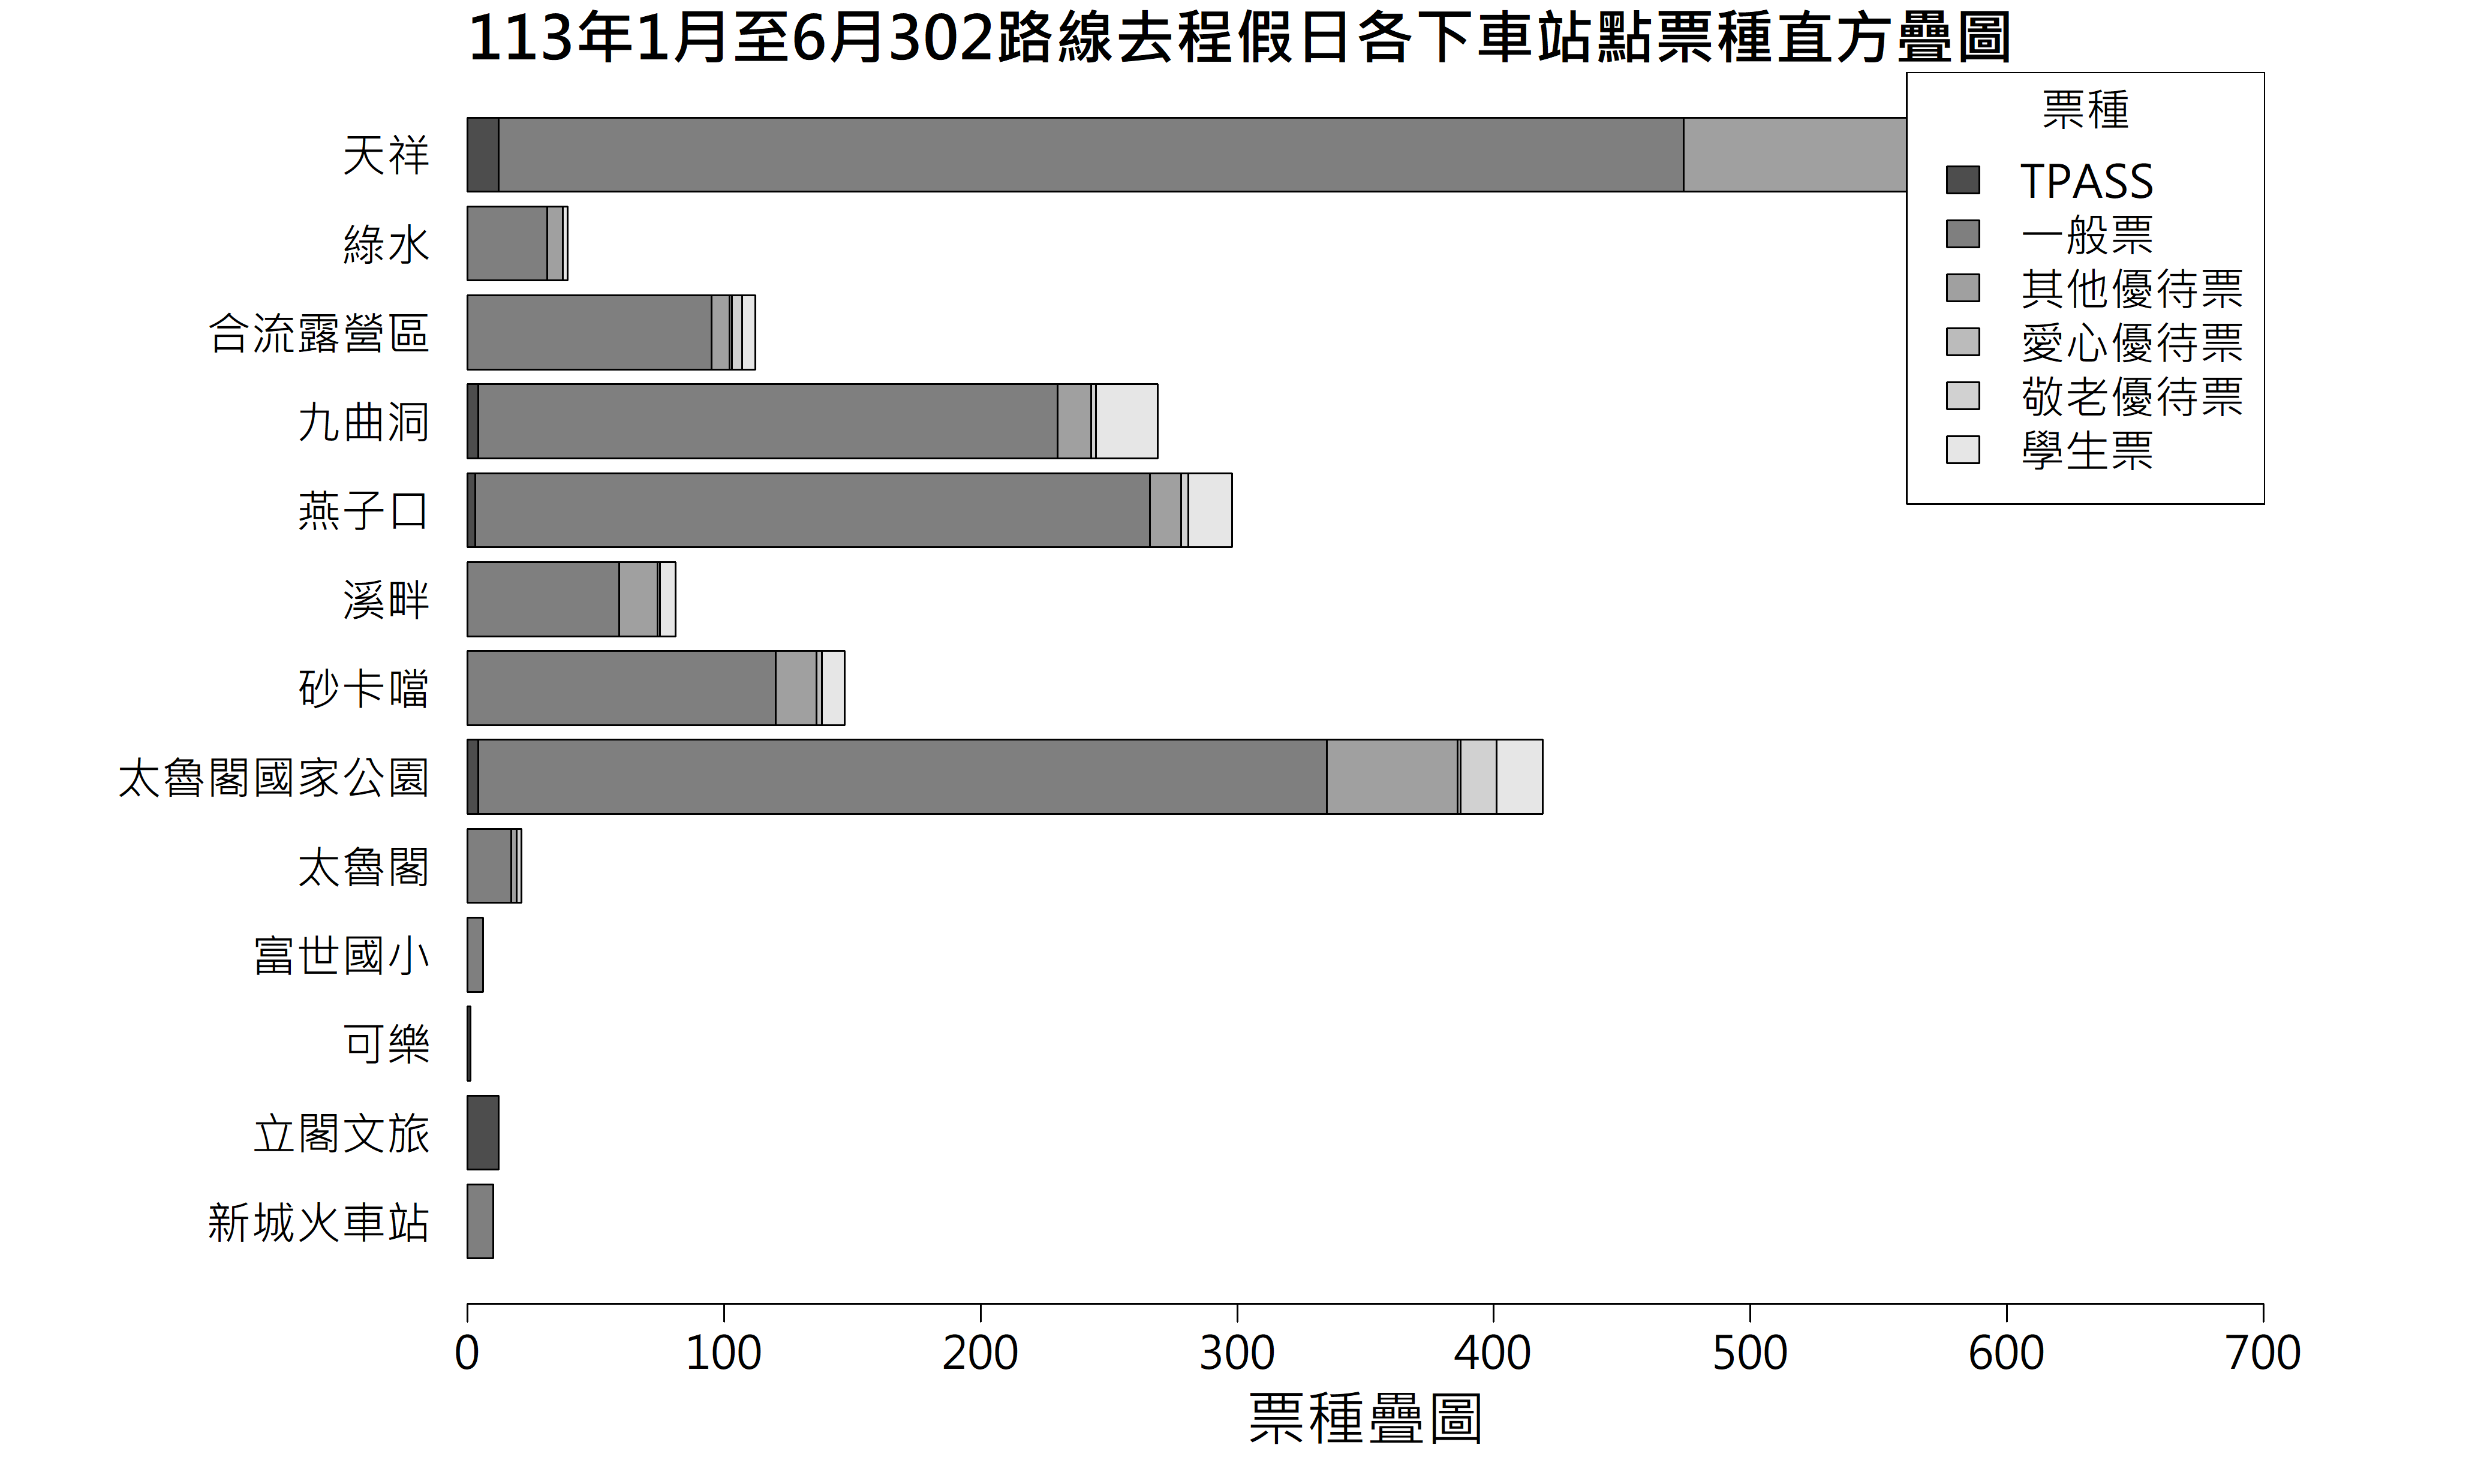 113年1月至6月302路線去程假日各下車站點票種直方疊圖
票種
TPASS
一般票
其他優待票
愛心優待票
敬老優待票
學生票
天祥
綠水
合流露營區
九曲洞
燕子口
溪畔
砂卡噹
太魯閣國家公園
太魯閣
富世國小
可樂
立閣文旅
新城火車站
0 100 200 300 400 500 600 700
票種疊圖